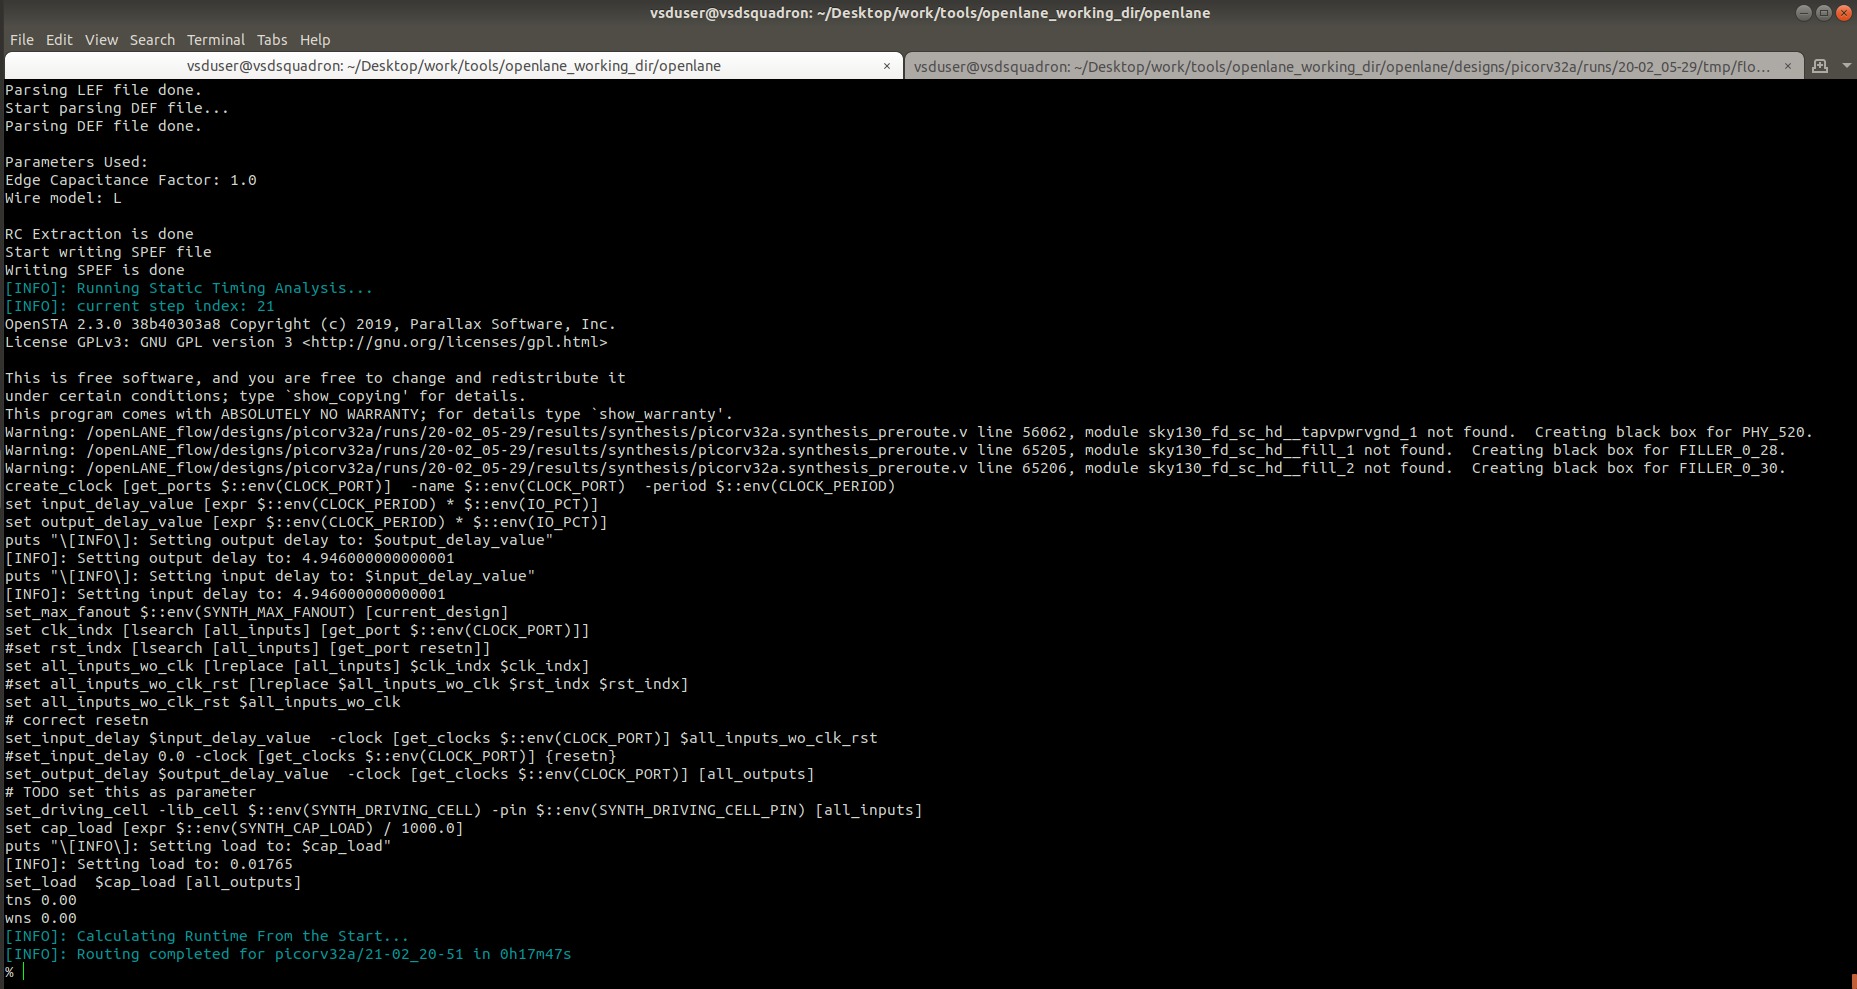 vsduser@vsdsquadron: ~/Desktop/work/tools/openlane_working_dir/openlane
File Edit View Search Terminal Tabs Help
vsduser@vsdsquadron: ~/Desktop/work/tools/openlane_working_dir/openlane
vsduser@vsdsquadron: ~/Desktop/work/tools/openlane_working_dir/openlane/designs/picorv32a/runs/20-02_05-29/tmp/flo...
Parsing LEF file done.
Start parsing DEF file...
Parsing DEF file done.
Parameters Used:
Edge Capacitance Factor: 1.0
Wire model: L
RC Extraction is done
Start writing SPEF file
Writing SPEF is done
[INFO]: Running Static Timing Analysis...
[INFO]: current step index: 21
OpenSTA 2.3.0 38b40303a8 Copyright (c) 2019, Parallax Software, Inc.
License GPLv3: GNU GPL version 3 <http://gnu.org/licenses/gpl.html>
This is free software, and you are free to change and redistribute it
under certain conditions; type `show_copying' for details.
This program comes with ABSOLUTELY NO WARRANTY; for details type `show_warranty'.
Warning: /openLANE_flow/designs/picorv32a/runs/20-02_05-29/results/synthesis/picorv32a.synthesis_preroute.v line 56062, module sky130_fd_sc_hd__tapvpwrvgnd_1 not found.  Creating black box for PHY_520.
Warning: /openLANE_flow/designs/picorv32a/runs/20-02_05-29/results/synthesis/picorv32a.synthesis_preroute.v line 65205, module sky130_fd_sc_hd__fill_1 not found.  Creating black box for FILLER_0_28.
Warning: /openLANE_flow/designs/picorv32a/runs/20-02_05-29/results/synthesis/picorv32a.synthesis_preroute.v line 65206, module sky130_fd_sc_hd__fill_2 not found.  Creating black box for FILLER_0_30.
create_clock [get_ports $::env(CLOCK_PORT)]  -name $::env(CLOCK_PORT)  -period $::env(CLOCK_PERIOD)
set input_delay_value [expr $::env(CLOCK_PERIOD) * $::env(IO_PCT)]
set output_delay_value [expr $::env(CLOCK_PERIOD) * $::env(IO_PCT)]
puts "\[INFO\]: Setting output delay to: $output_delay_value"
[INFO]: Setting output delay to: 4.946000000000001
puts "\[INFO\]: Setting input delay to: $input_delay_value"
[INFO]: Setting input delay to: 4.946000000000001
set_max_fanout $::env(SYNTH_MAX_FANOUT) [current_design]
set clk_indx [lsearch [all_inputs] [get_port $::env(CLOCK_PORT)]]
#set rst_indx [lsearch [all_inputs] [get_port resetn]]
set all_inputs_wo_clk [lreplace [all_inputs] $clk_indx $clk_indx]
#set all_inputs_wo_clk_rst [lreplace $all_inputs_wo_clk $rst_indx $rst_indx]
set all_inputs_wo_clk_rst $all_inputs_wo_clk
# correct resetn
set_input_delay $input_delay_value  -clock [get_clocks $::env(CLOCK_PORT)] $all_inputs_wo_clk_rst
#set_input_delay 0.0 -clock [get_clocks $::env(CLOCK_PORT)] {resetn}
set_output_delay $output_delay_value  -clock [get_clocks $::env(CLOCK_PORT)] [all_outputs]
# TODO set this as parameter
set_driving_cell -lib_cell $::env(SYNTH_DRIVING_CELL) -pin $::env(SYNTH_DRIVING_CELL_PIN) [all_inputs]
set cap_load [expr $::env(SYNTH_CAP_LOAD) / 1000.0]
puts "\[INFO\]: Setting load to: $cap_load"
[INFO]: Setting load to: 0.01765
set_load  $cap_load [all_outputs]
tns 0.00
wns 0.00
[INFO]: Calculating Runtime From the Start...
[INFO]: Routing completed for picorv32a/21-02_20-51 in 0h17m47s
%